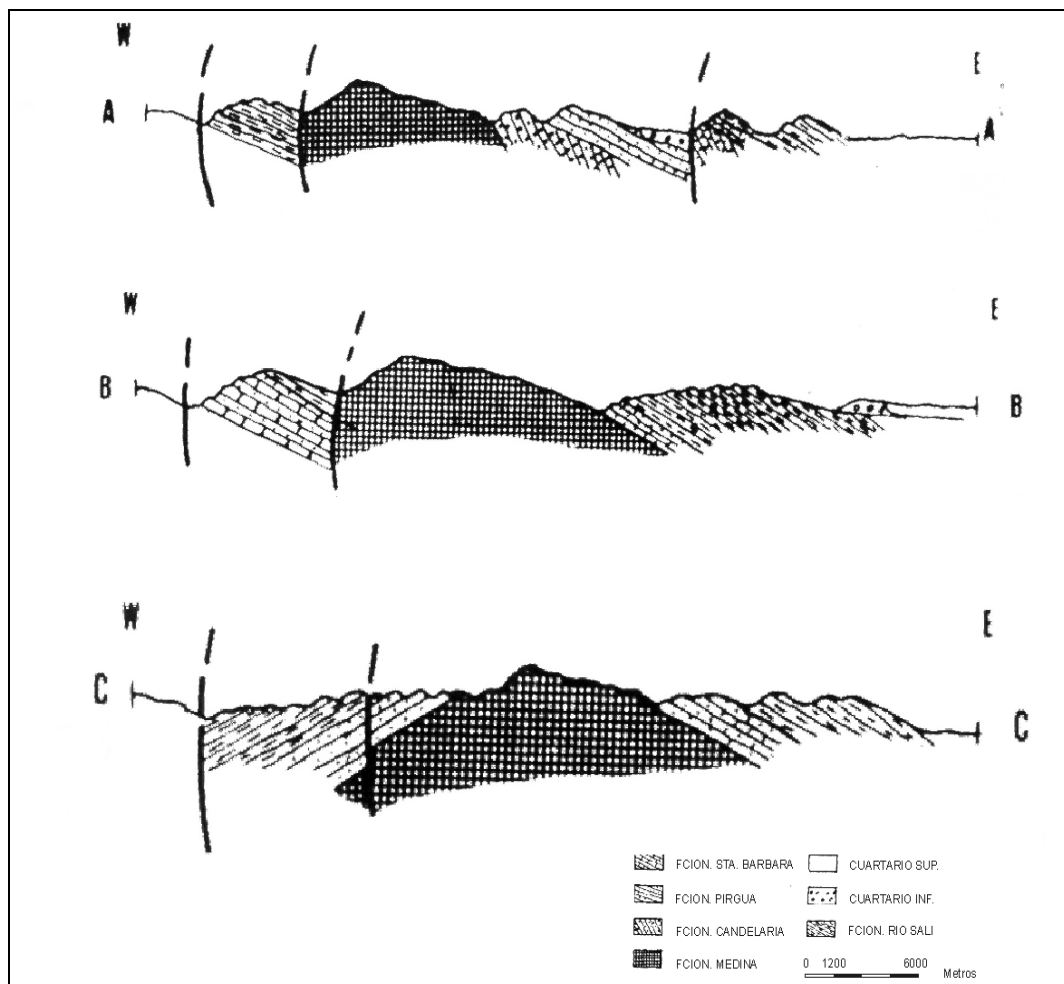 W
E
A
A
W
E
B
B
W
E
C
C
FCION. STA. BARBARA
CUARTARIO SUP.
FCION. PIRGUA
CUARTARIO INF.
FCION. CANDELARIA
FCION. RIO SALI
FCION. MEDINA
0 1200 6000
Metros